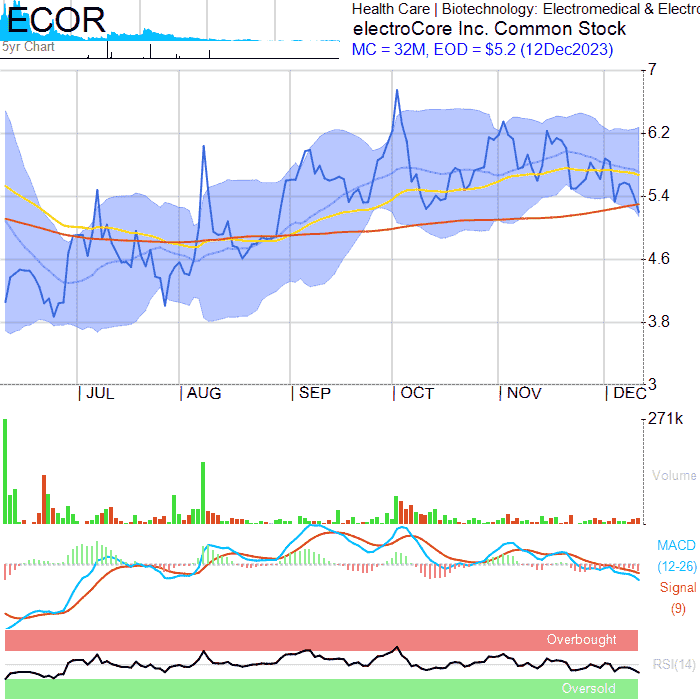 ECOR
5yr Chart
Health Care | Biotechnology: Electromedical & Electro
electroCore Inc. Common Stock
MC = 32M, EOD = $5.2 (12Dec2023)
7
6.2
5.4
4.6
3.8
3
| JUL | AUG | SEP | OCT | NOV | DEC
271k
Volume
MACD
(12-26)
Signal
(9)
Overbought
RSI(14)
Oversold